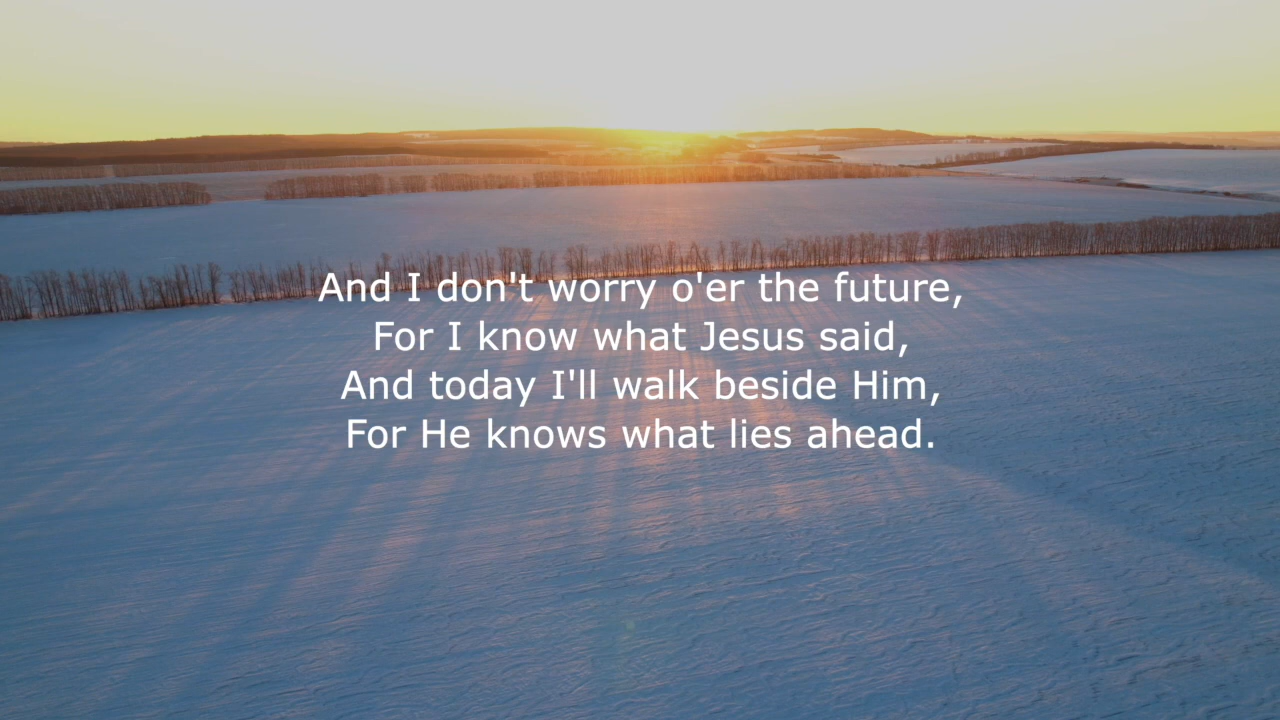 And I don't worry o'er the future,
For I know what Jesus said,
And today I'll walk beside Him,
For He knows what lies ahead.